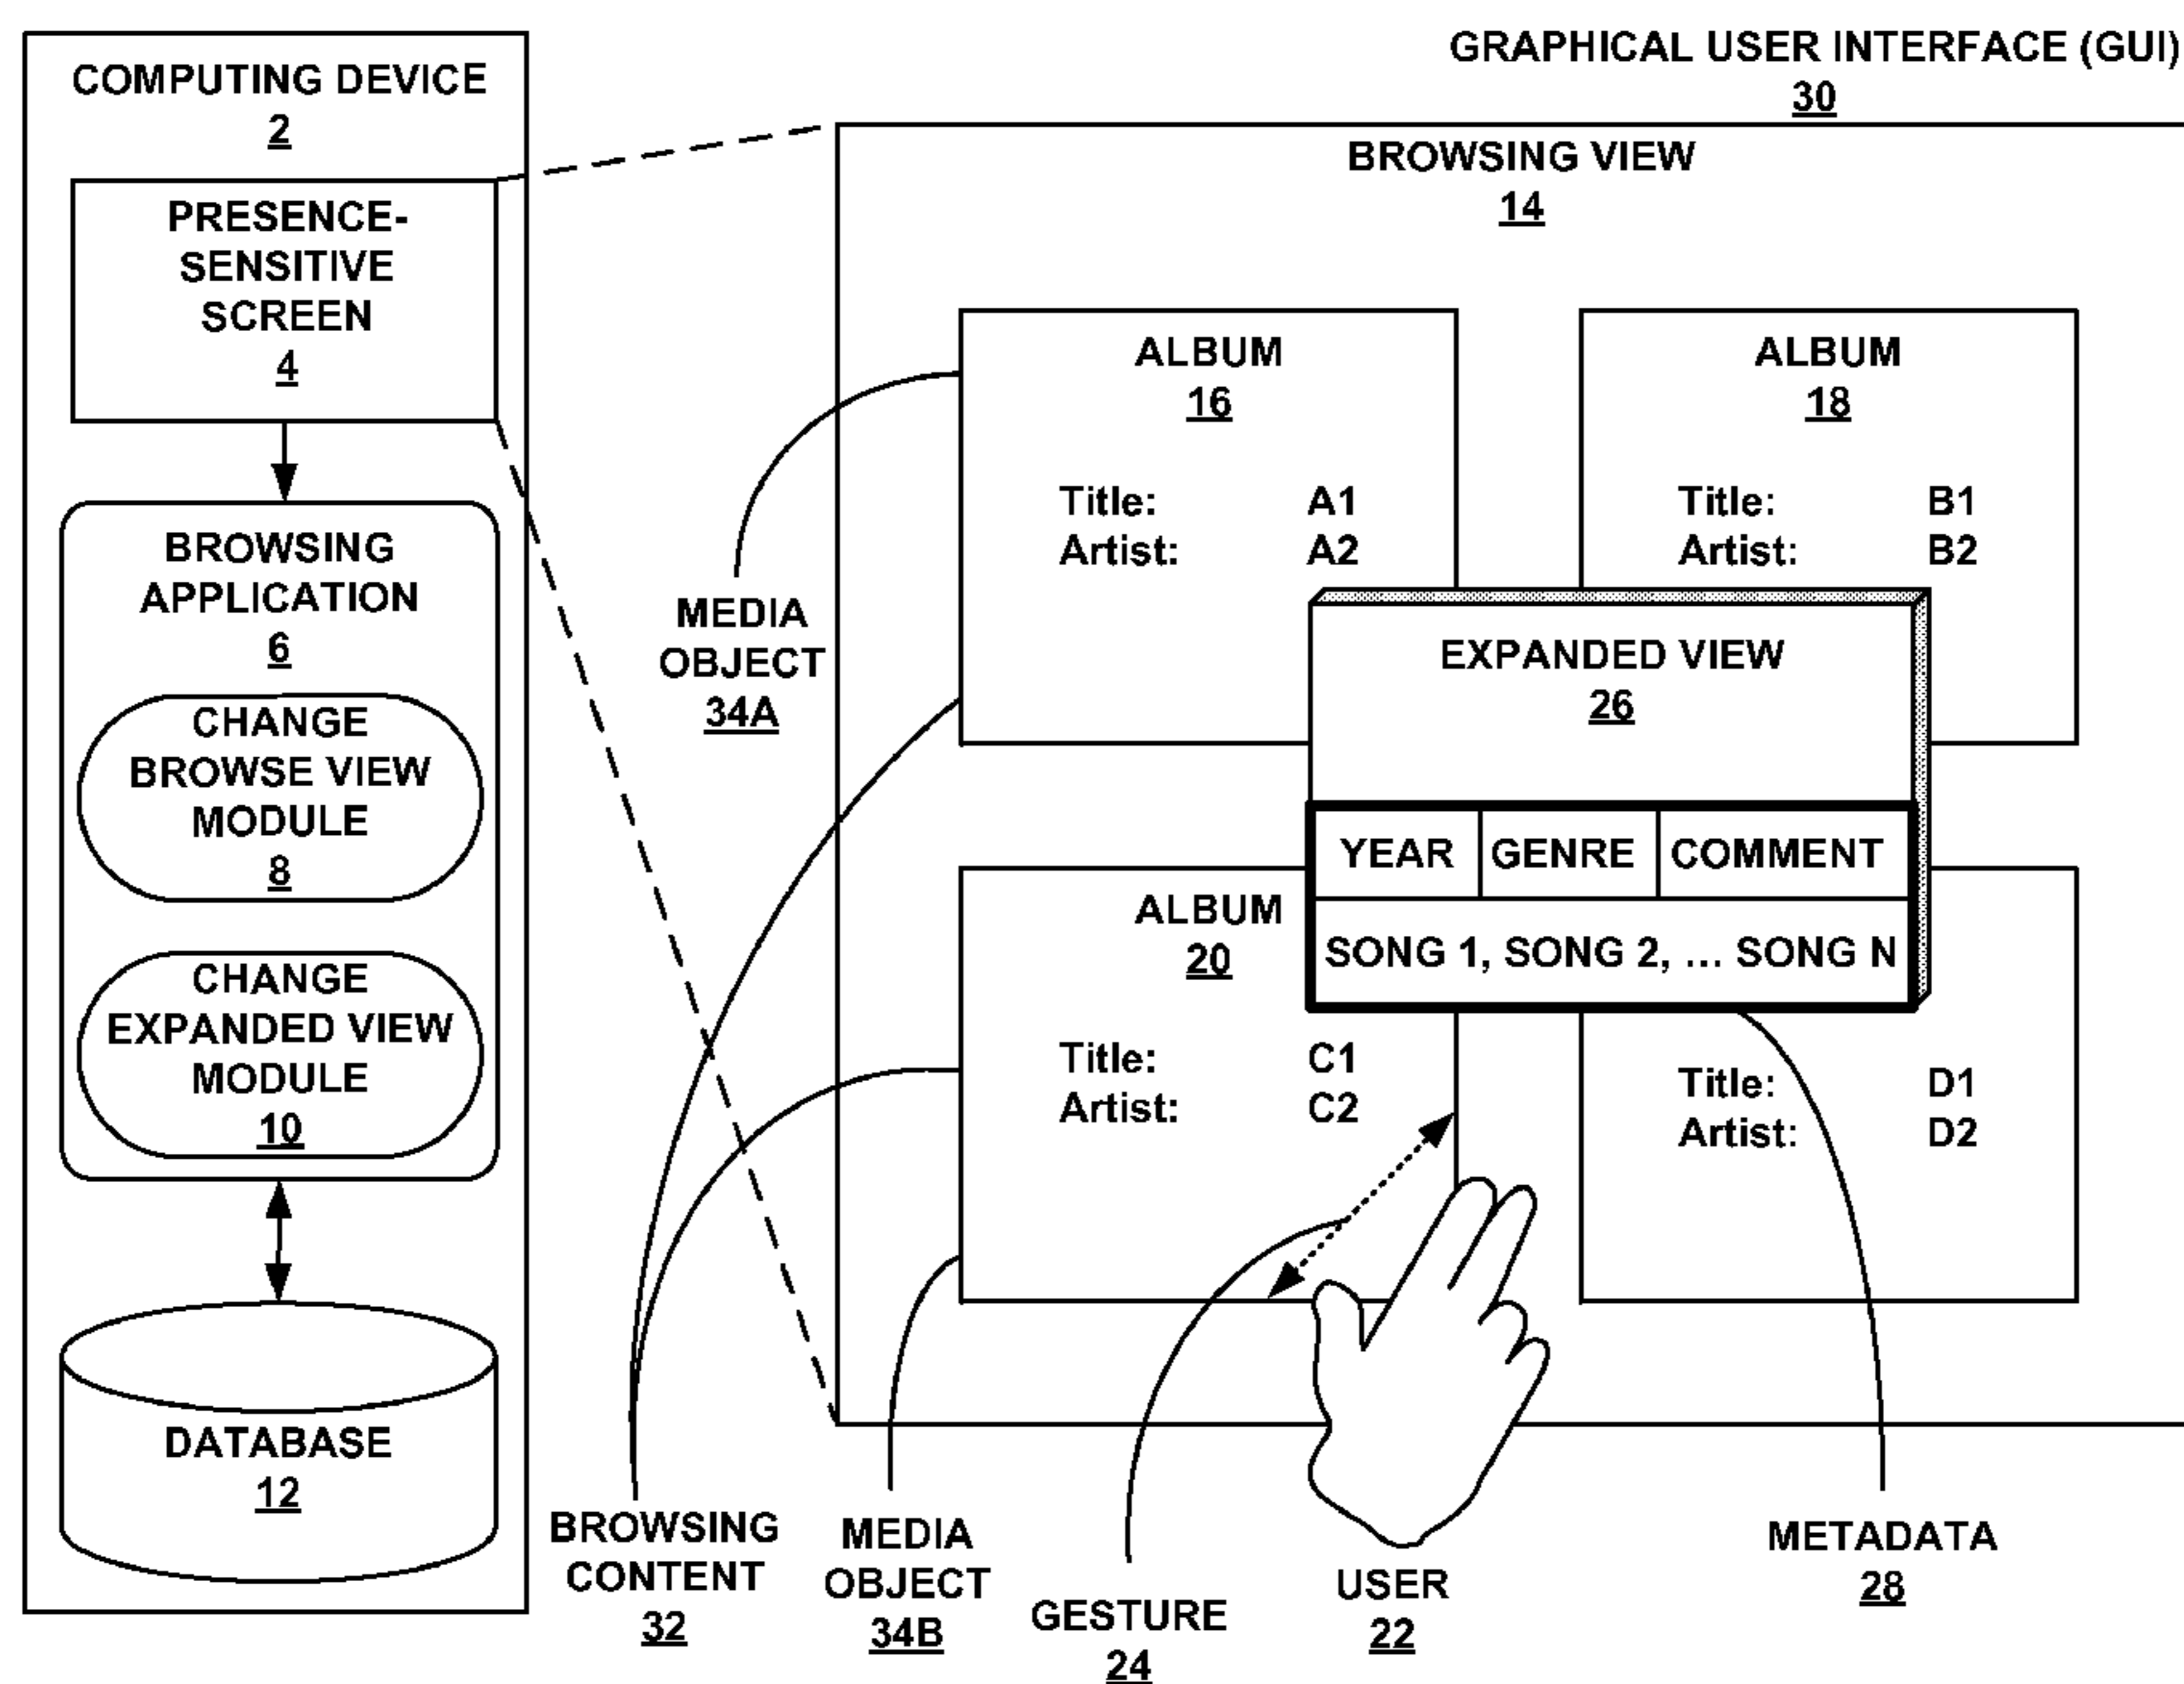 COMPUTING DEVICE
2
PRESENCE-
SENSITIVE
SCREEN
4
BROWSING
APPLICATION
6
CHANGE
BROWSE VIEW
MODULE
8
CHANGE
EXPANDED VIEW
MODULE
10
DATABASE
12
GRAPHICAL USER INTERFACE (GUI)
30
BROWSING VIEW
14
ALBUM
16
Title: A1
Artist: A2
ALBUM
18
Title: B1
Artist: B2
MEDIA
OBJECT
34A
EXPANDED VIEW
26
YEAR GENRE COMMENT
SONG 1, SONG 2, ... SONG N
ALBUM
20
Title: C1
Artist: C2
Title: D1
Artist: D2
BROWSING
CONTENT
32
MEDIA
OBJECT
34B
GESTURE
24
USER
22
METADATA
28